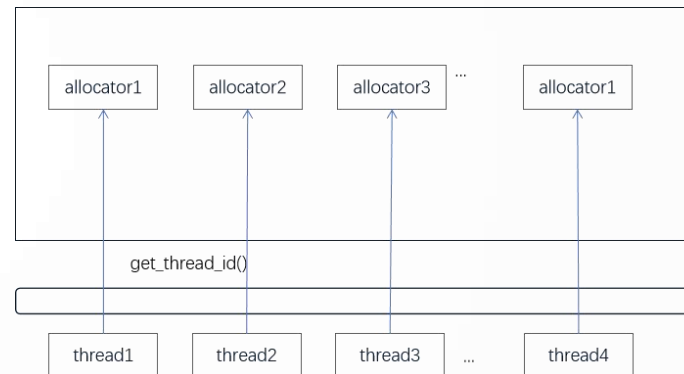 allocator1 allocator2 allocator3 ... allocator1
get_thread_id()
thread1 thread2 thread3 ... thread4